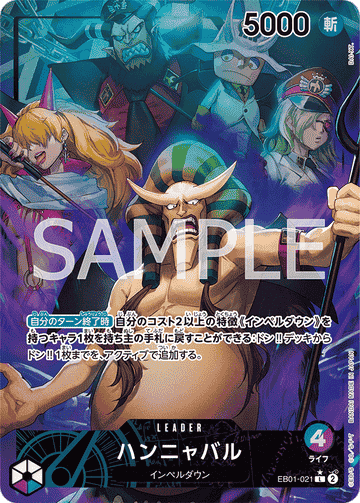 5000 斬
SAMPLE
自分のターン終了時 自分のコスト2以上の特徴《インペルダウン》を
持つキャラ1枚を持ち主の手札に戻すことができる:ドン!!デッキから
ドン!!1枚までを、アクティブで追加する。
LEADER
ハンニャバル
インペルダウン
4
ライフ
EB01-021 L 2